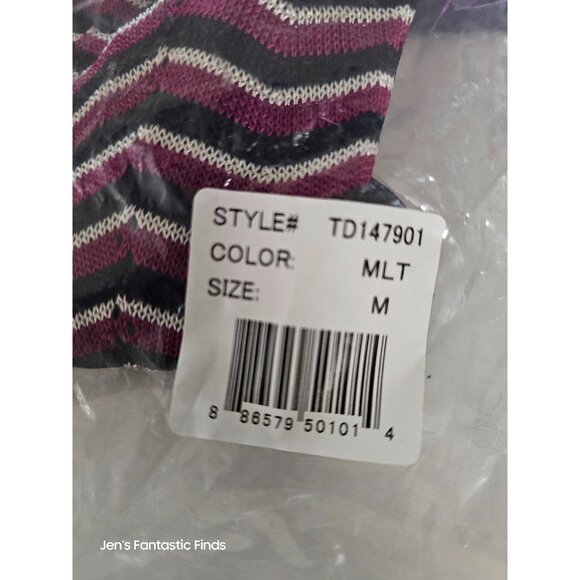 STYLE# TD147901
COLOR: MLT
SIZE: M
8 86579 50101 4
Jen's Fantastic Finds